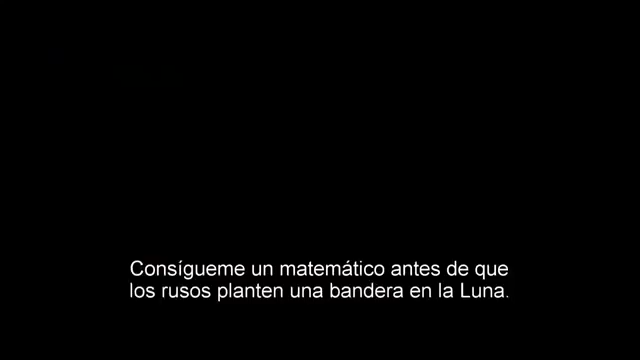 Consígueme un matemático antes de que
los rusos planten una bandera en la Luna.